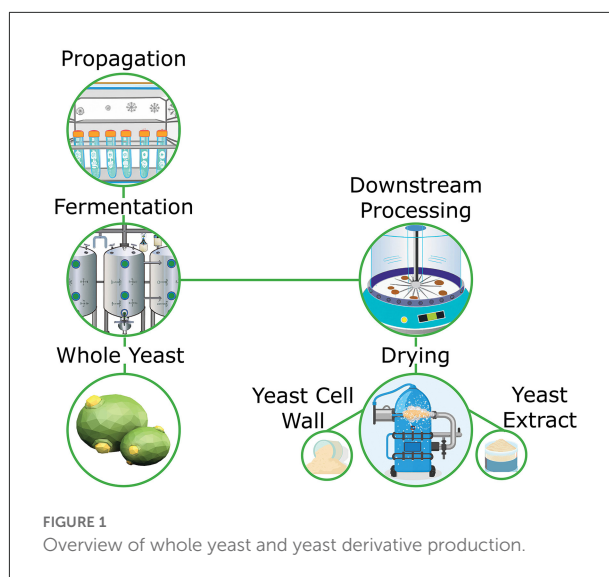 Propagation
Fermentation
Whole Yeast
Downstream
Processing
Drying
Yeast Cell
Wall
Yeast
Extract
FIGURE 1
Overview of whole yeast and yeast derivative production.